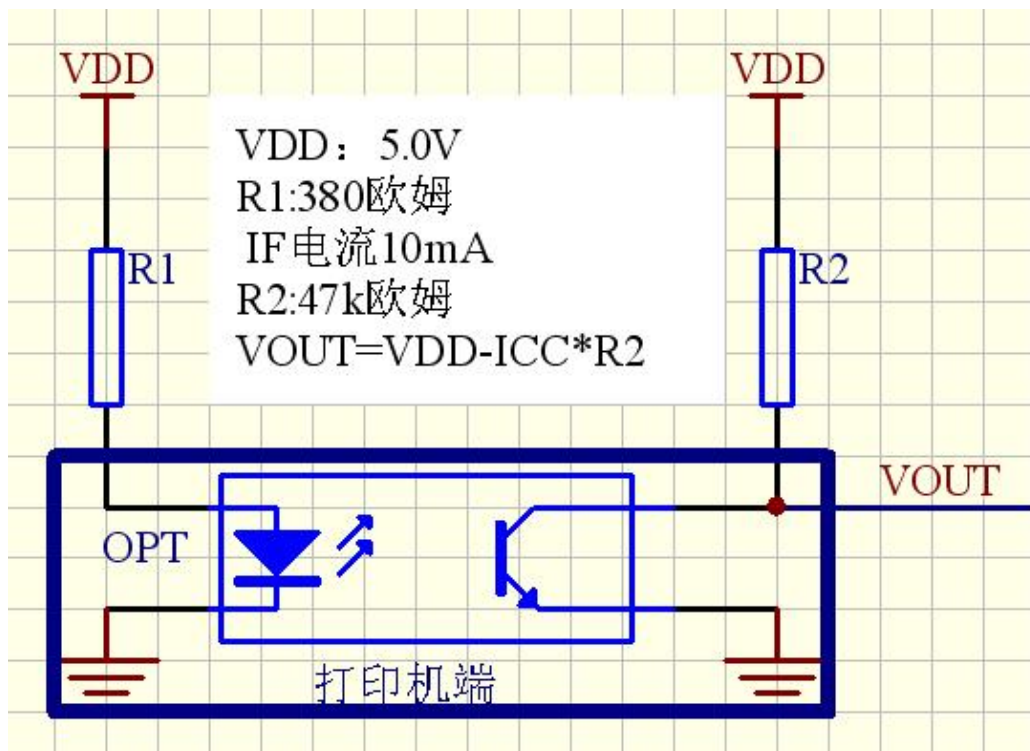 VDD
VDD
VDD：5.0V
R1:380欧姆
IF电流10mA
R2:47k欧姆
VOUT=VDD-ICC*R2
R1
R2
VOUT
OPT
打印机端